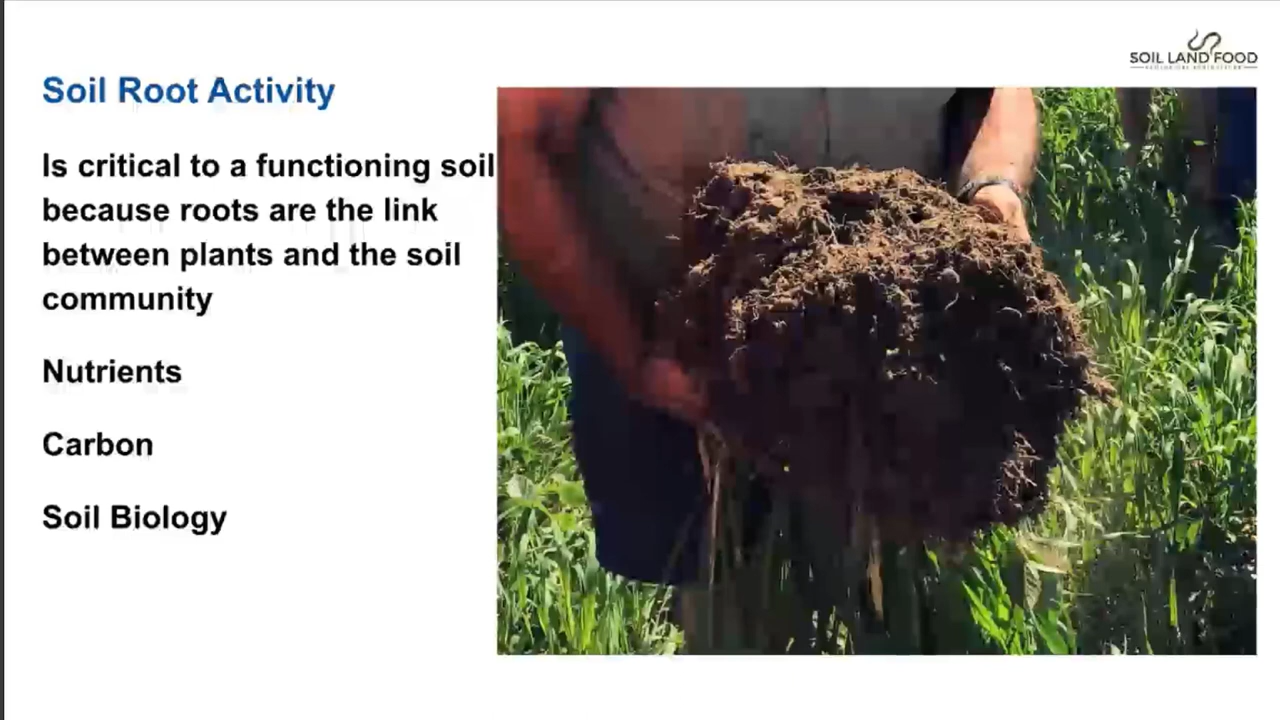 SOIL LAND FOOD
Soil Root Activity
Is critical to a functioning soil
because roots are the link
between plants and the soil
community
Nutrients
Carbon
Soil Biology